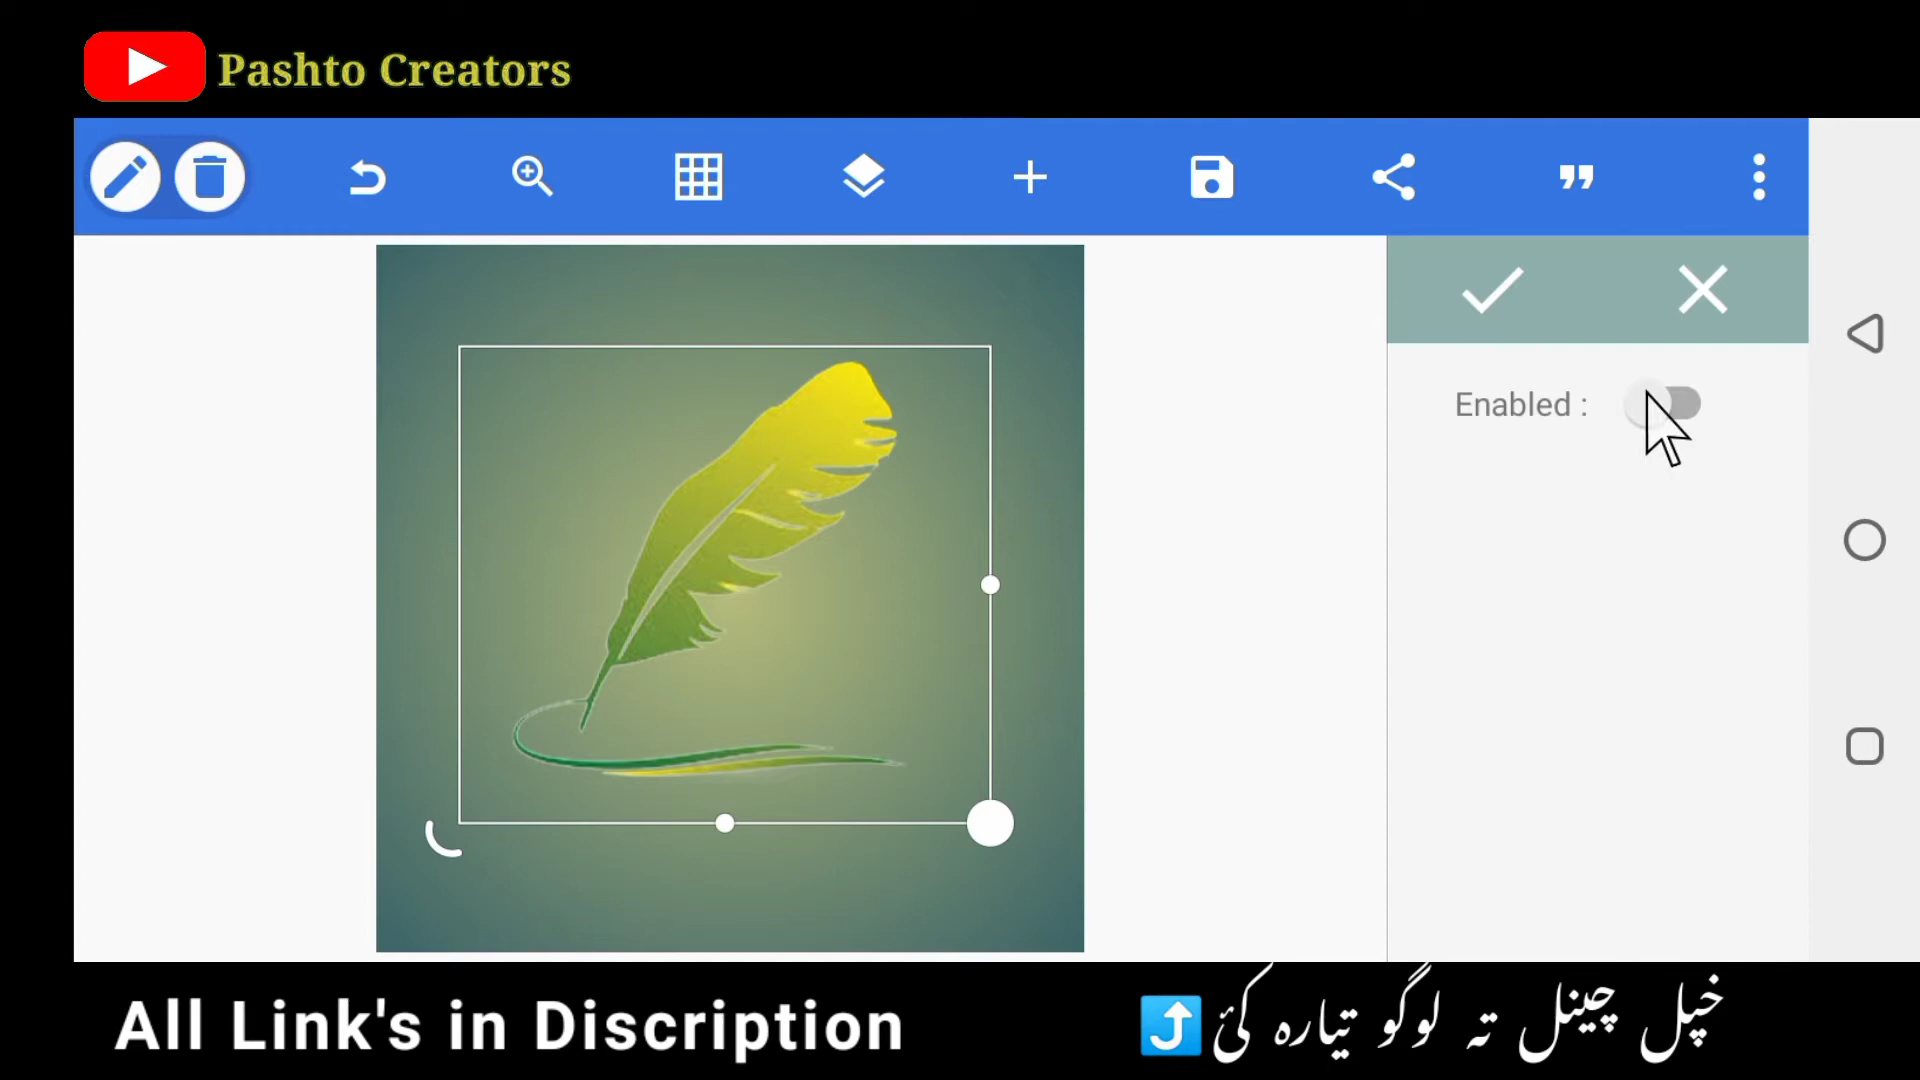 Pashto Creators
Enabled :
All Link's in Discription
خپل چینل ته لوگو تیاره کئ